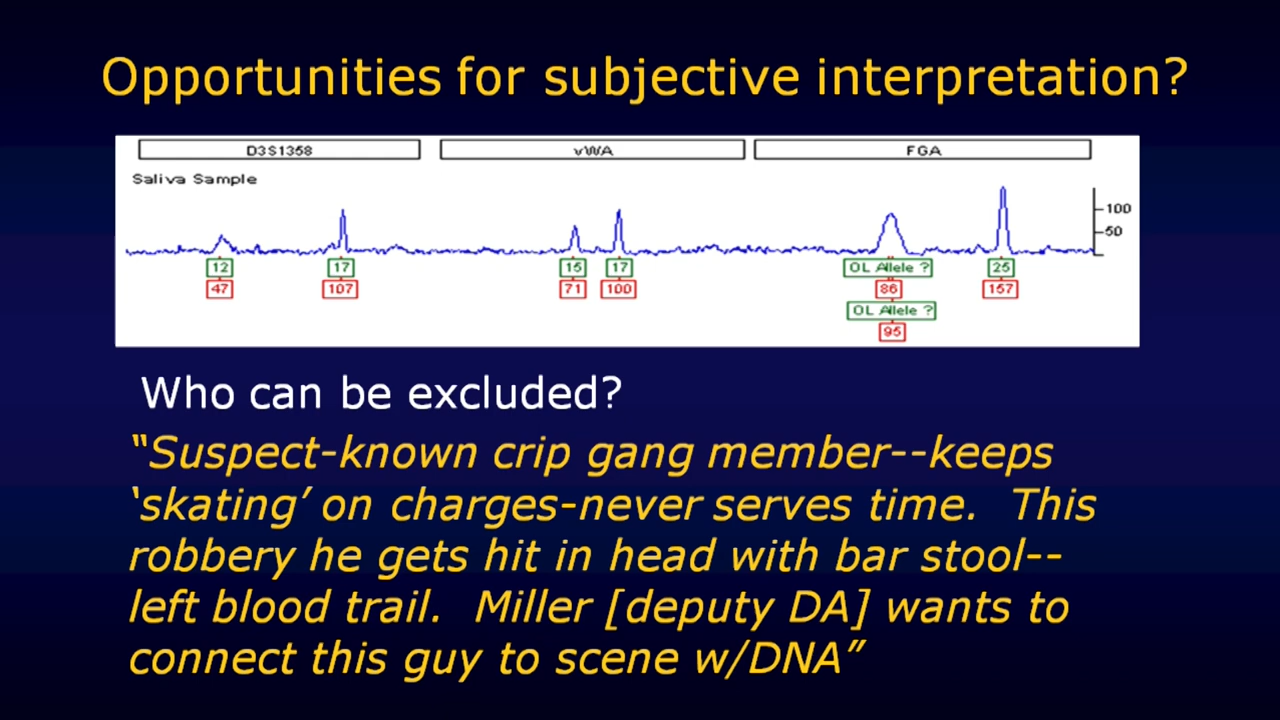 Opportunities for subjective interpretation?
D3S1358 vWA FGA
Saliva Sample
100
50
12 17 15 17 OL Allele ? 25
47 107 71 100 86 157
OL Allele ?
95
Who can be excluded?
“Suspect-known crip gang member--keeps
‘skating’ on charges-never serves time. This
robbery he gets hit in head with bar stool--
left blood trail. Miller [deputy DA] wants to
connect this guy to scene w/DNA”